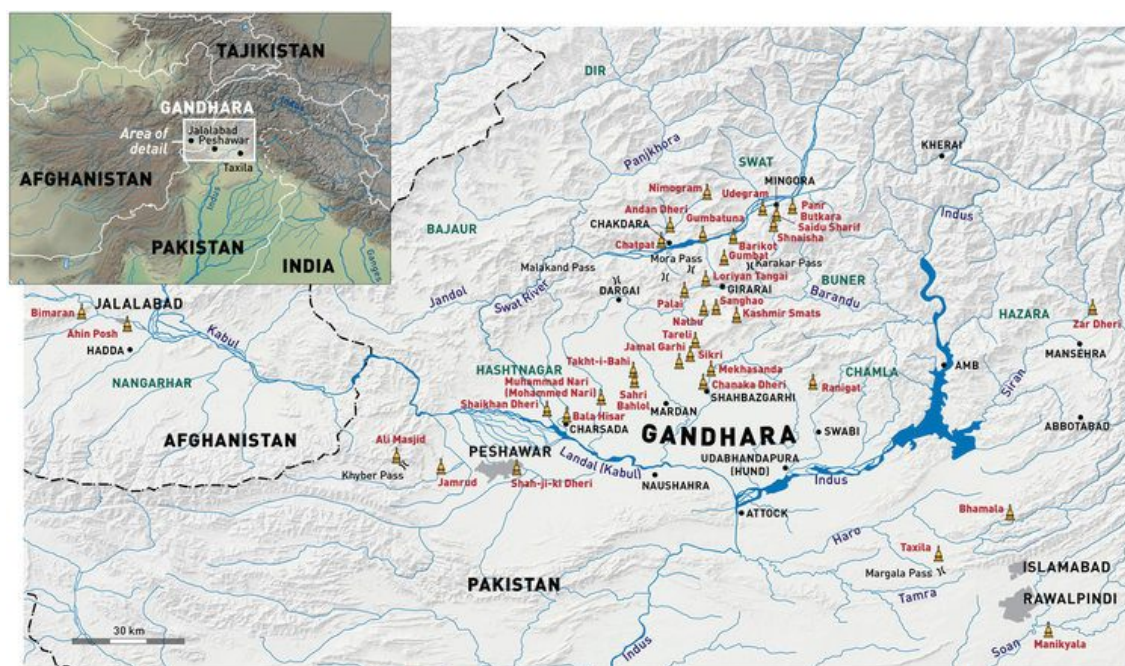 TAJIKISTAN
GANDHARA
Indus
Area of
detail
Jalalabad
Peshawar
Taxila
AFGHANISTAN
Indus
PAKISTAN
INDIA
Ganges
DIR
Panjkhora
SWAT
KHERAI
MINGORA
Nimogram
Udegram
Panr
Andan Dheri
Gumbatuna
Butkara
Saidu Sharif
Indus
BAJAUR
CHAKDARA
Shnaisha
Chatpat
Barikot
Mora Pass
Gumbat
Karakar Pass
Malakand Pass
Loriyan Tangai
BUNER
JALALABAD
Jandol
Swat River
DARGAI
GIRARAI
Barandu
Bimaran
Palai
Sanghao
HAZARA
Ahin Posh
Kabul
Nathu
Kashmir Smats
Zar Dheri
HADDA
Tareli
MANSEHRA
Jamal Garhi
Sikri
NANGARHAR
HASHTNAGAR
Takht-i-Bahi
Mekhasanda
CHAMLA
AMB
Muhammad Nari
(Mohammed Nari)
Chanaka Dheri
Ranigat
Siran
Shaikhan Dheri
Sahri
Bahlol
SHAHBAZGARHI
MARDAN
Bala Hisar
CHARSADA
ABBOTABAD
AFGHANISTAN
Ali Masjid
GANDHARA
SWABI
Khyber Pass
PESHAWAR
Landai (Kabul)
UDABHANDAPURA
(HUND)
Jamrud
Shah-ji-ki Dheri
NAUSHAHRA
Indus
ATTOCK
Bhamala
Haro
Taxila
PAKISTAN
Margala Pass
ISLAMABAD
Tamra
RAWALPINDI
30 km
Indus
Soan
Manikyala